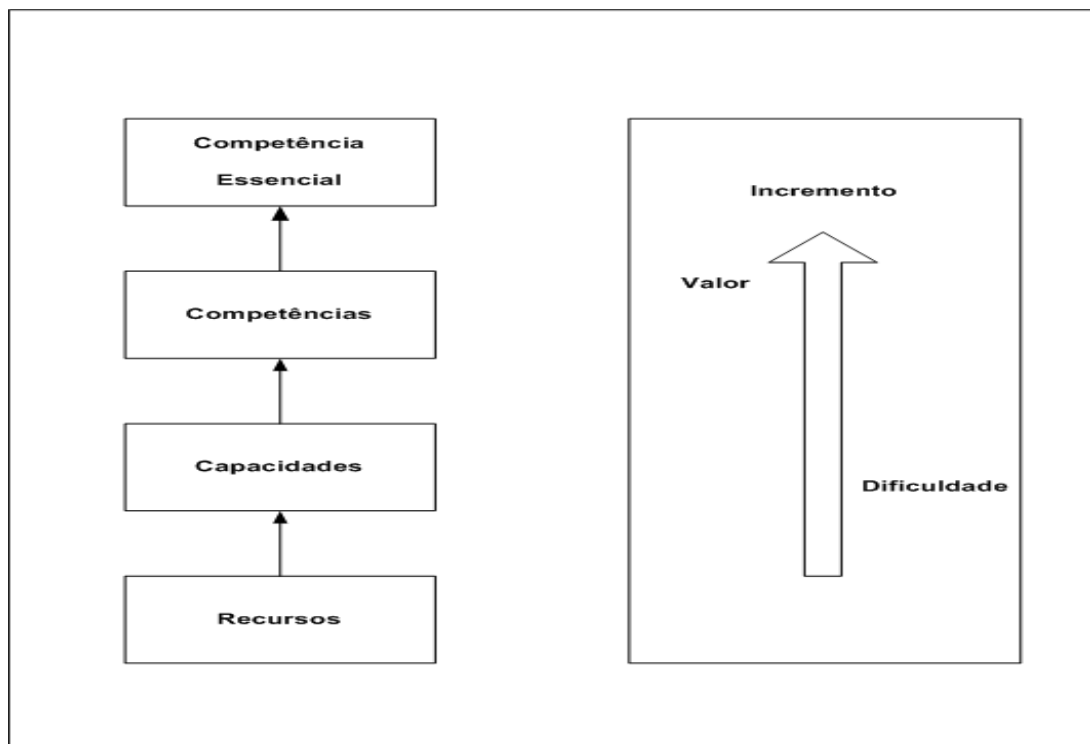 Competência
Essencial
Competências
Capacidades
Recursos
Incremento
Valor
Dificuldade